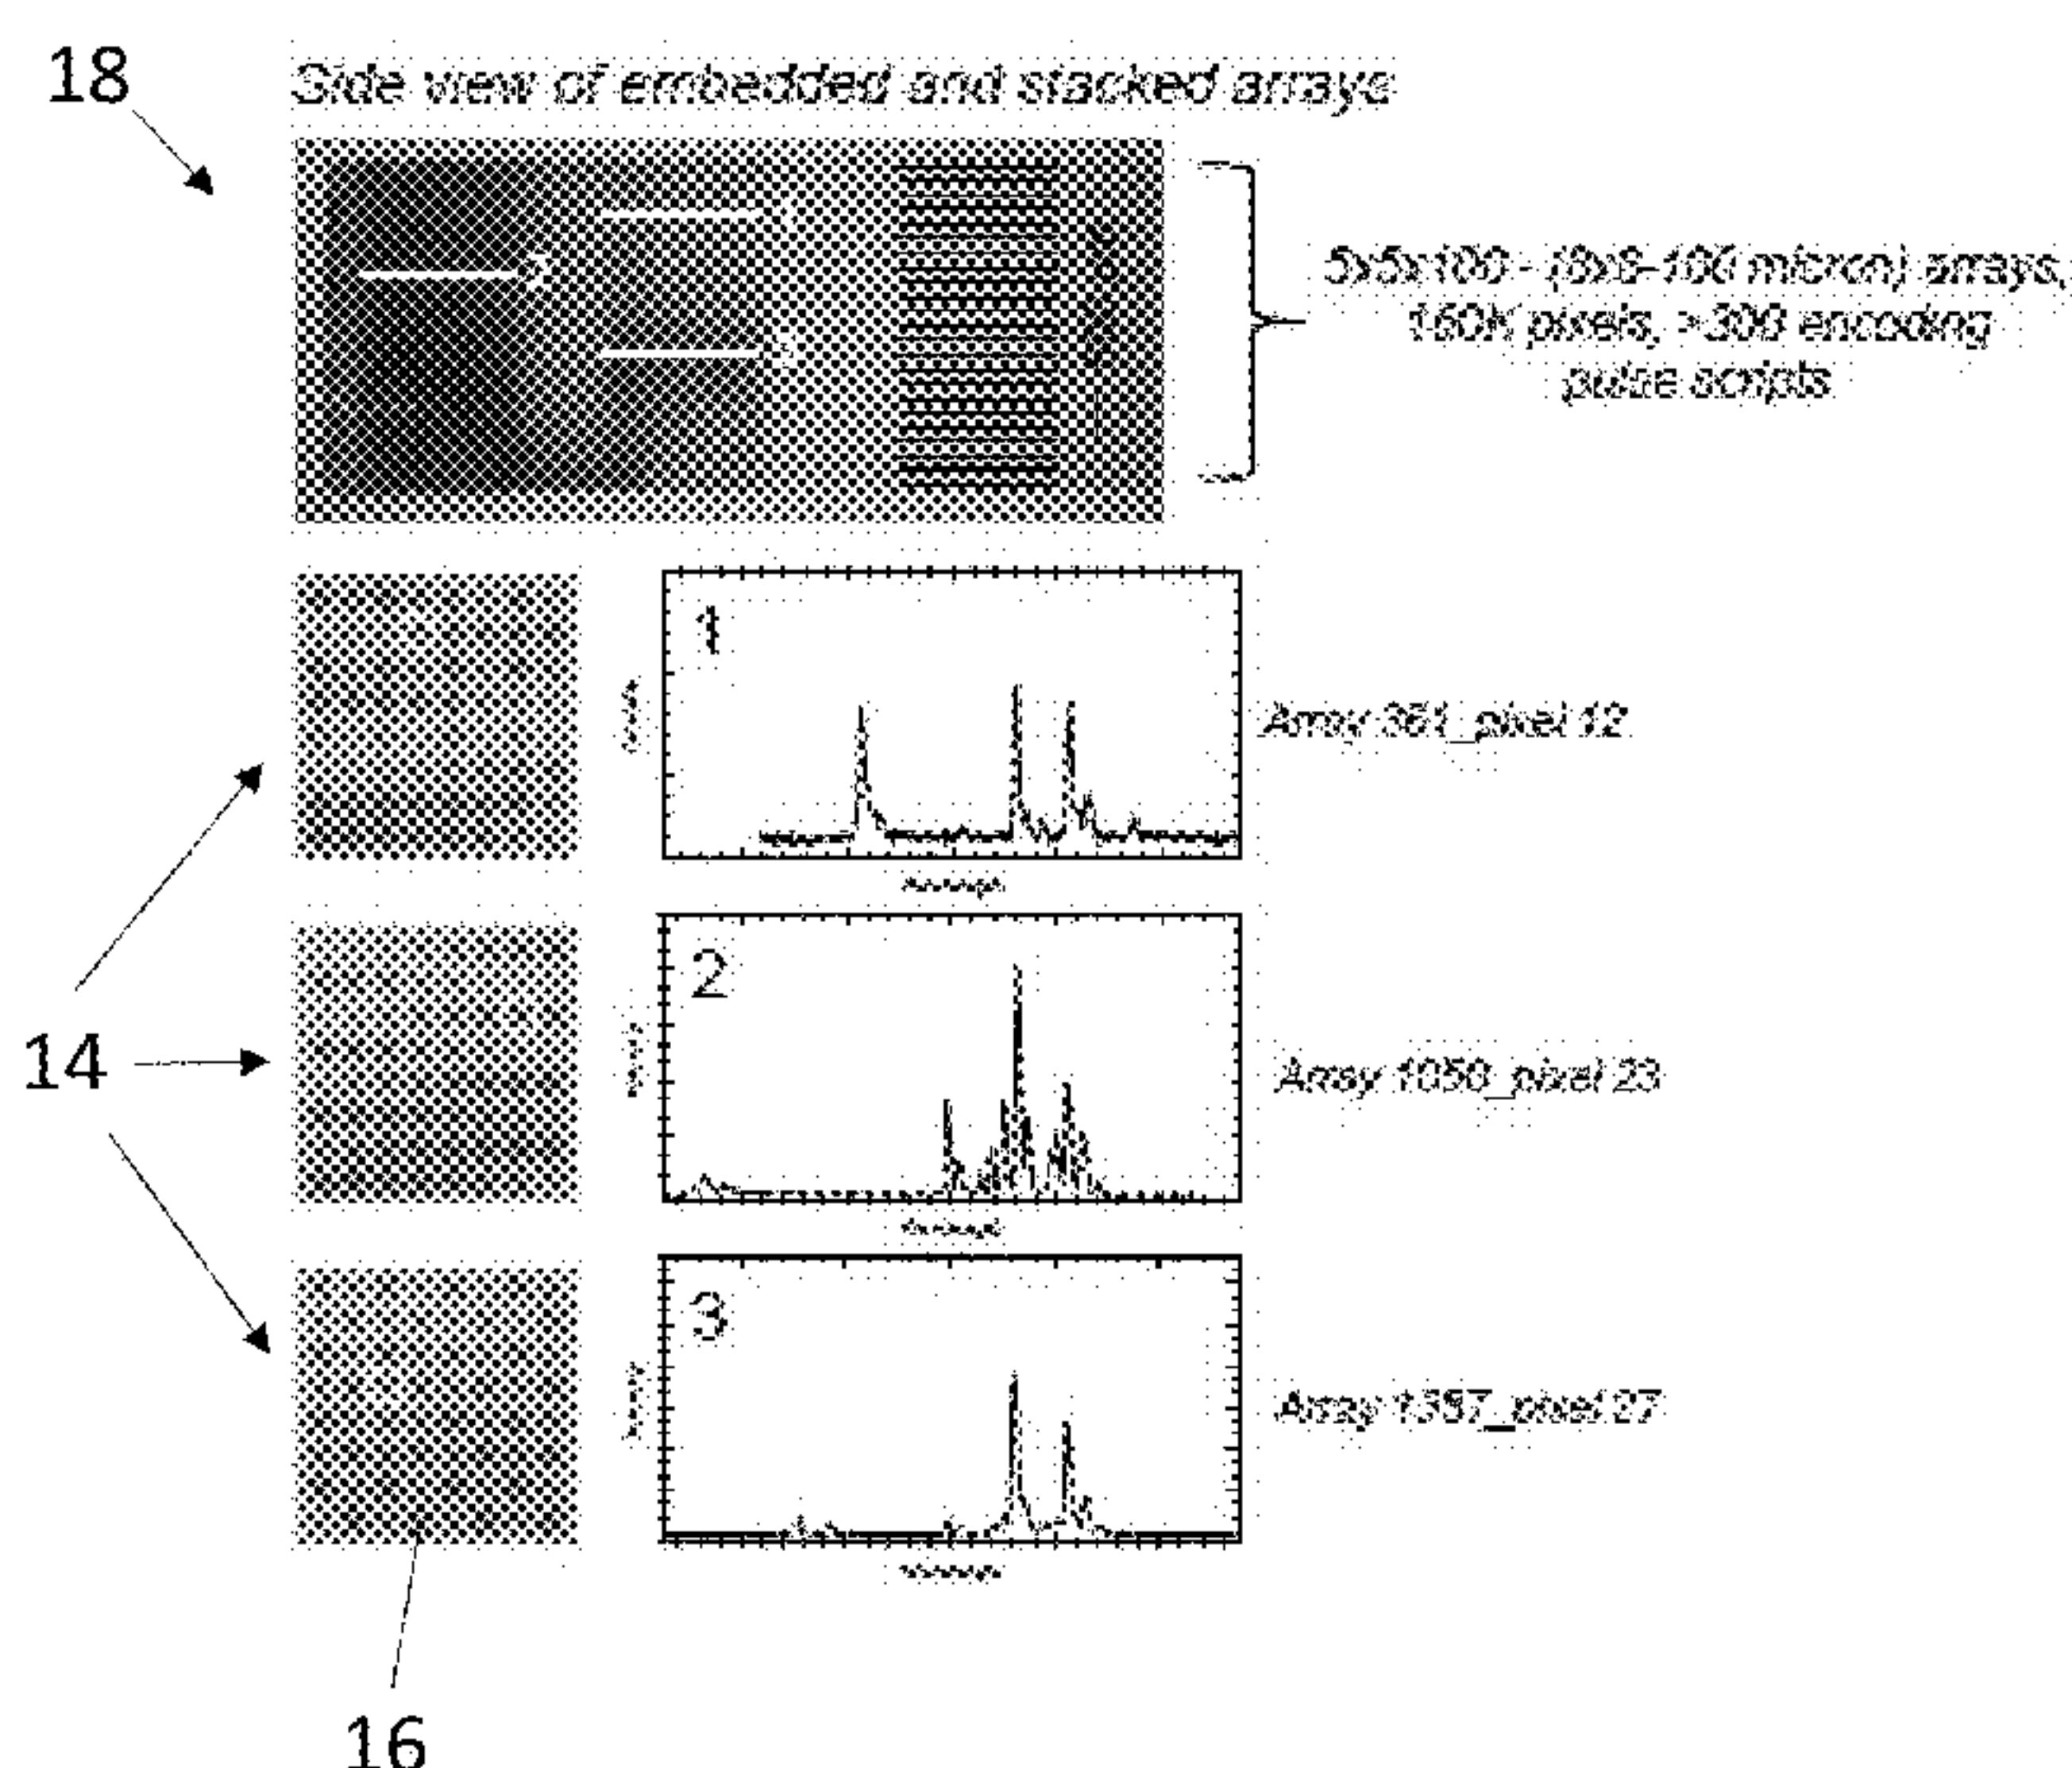 18
Side view of embedded and stacked arrays
5x5x100 - (8x8-100 micron) arrays,
160K pixels, >300 encoding
pulse scripts
1
Array 361_pixel 12
14
2
Array 1050_pixel 23
3
Array 1357_pixel 27
16